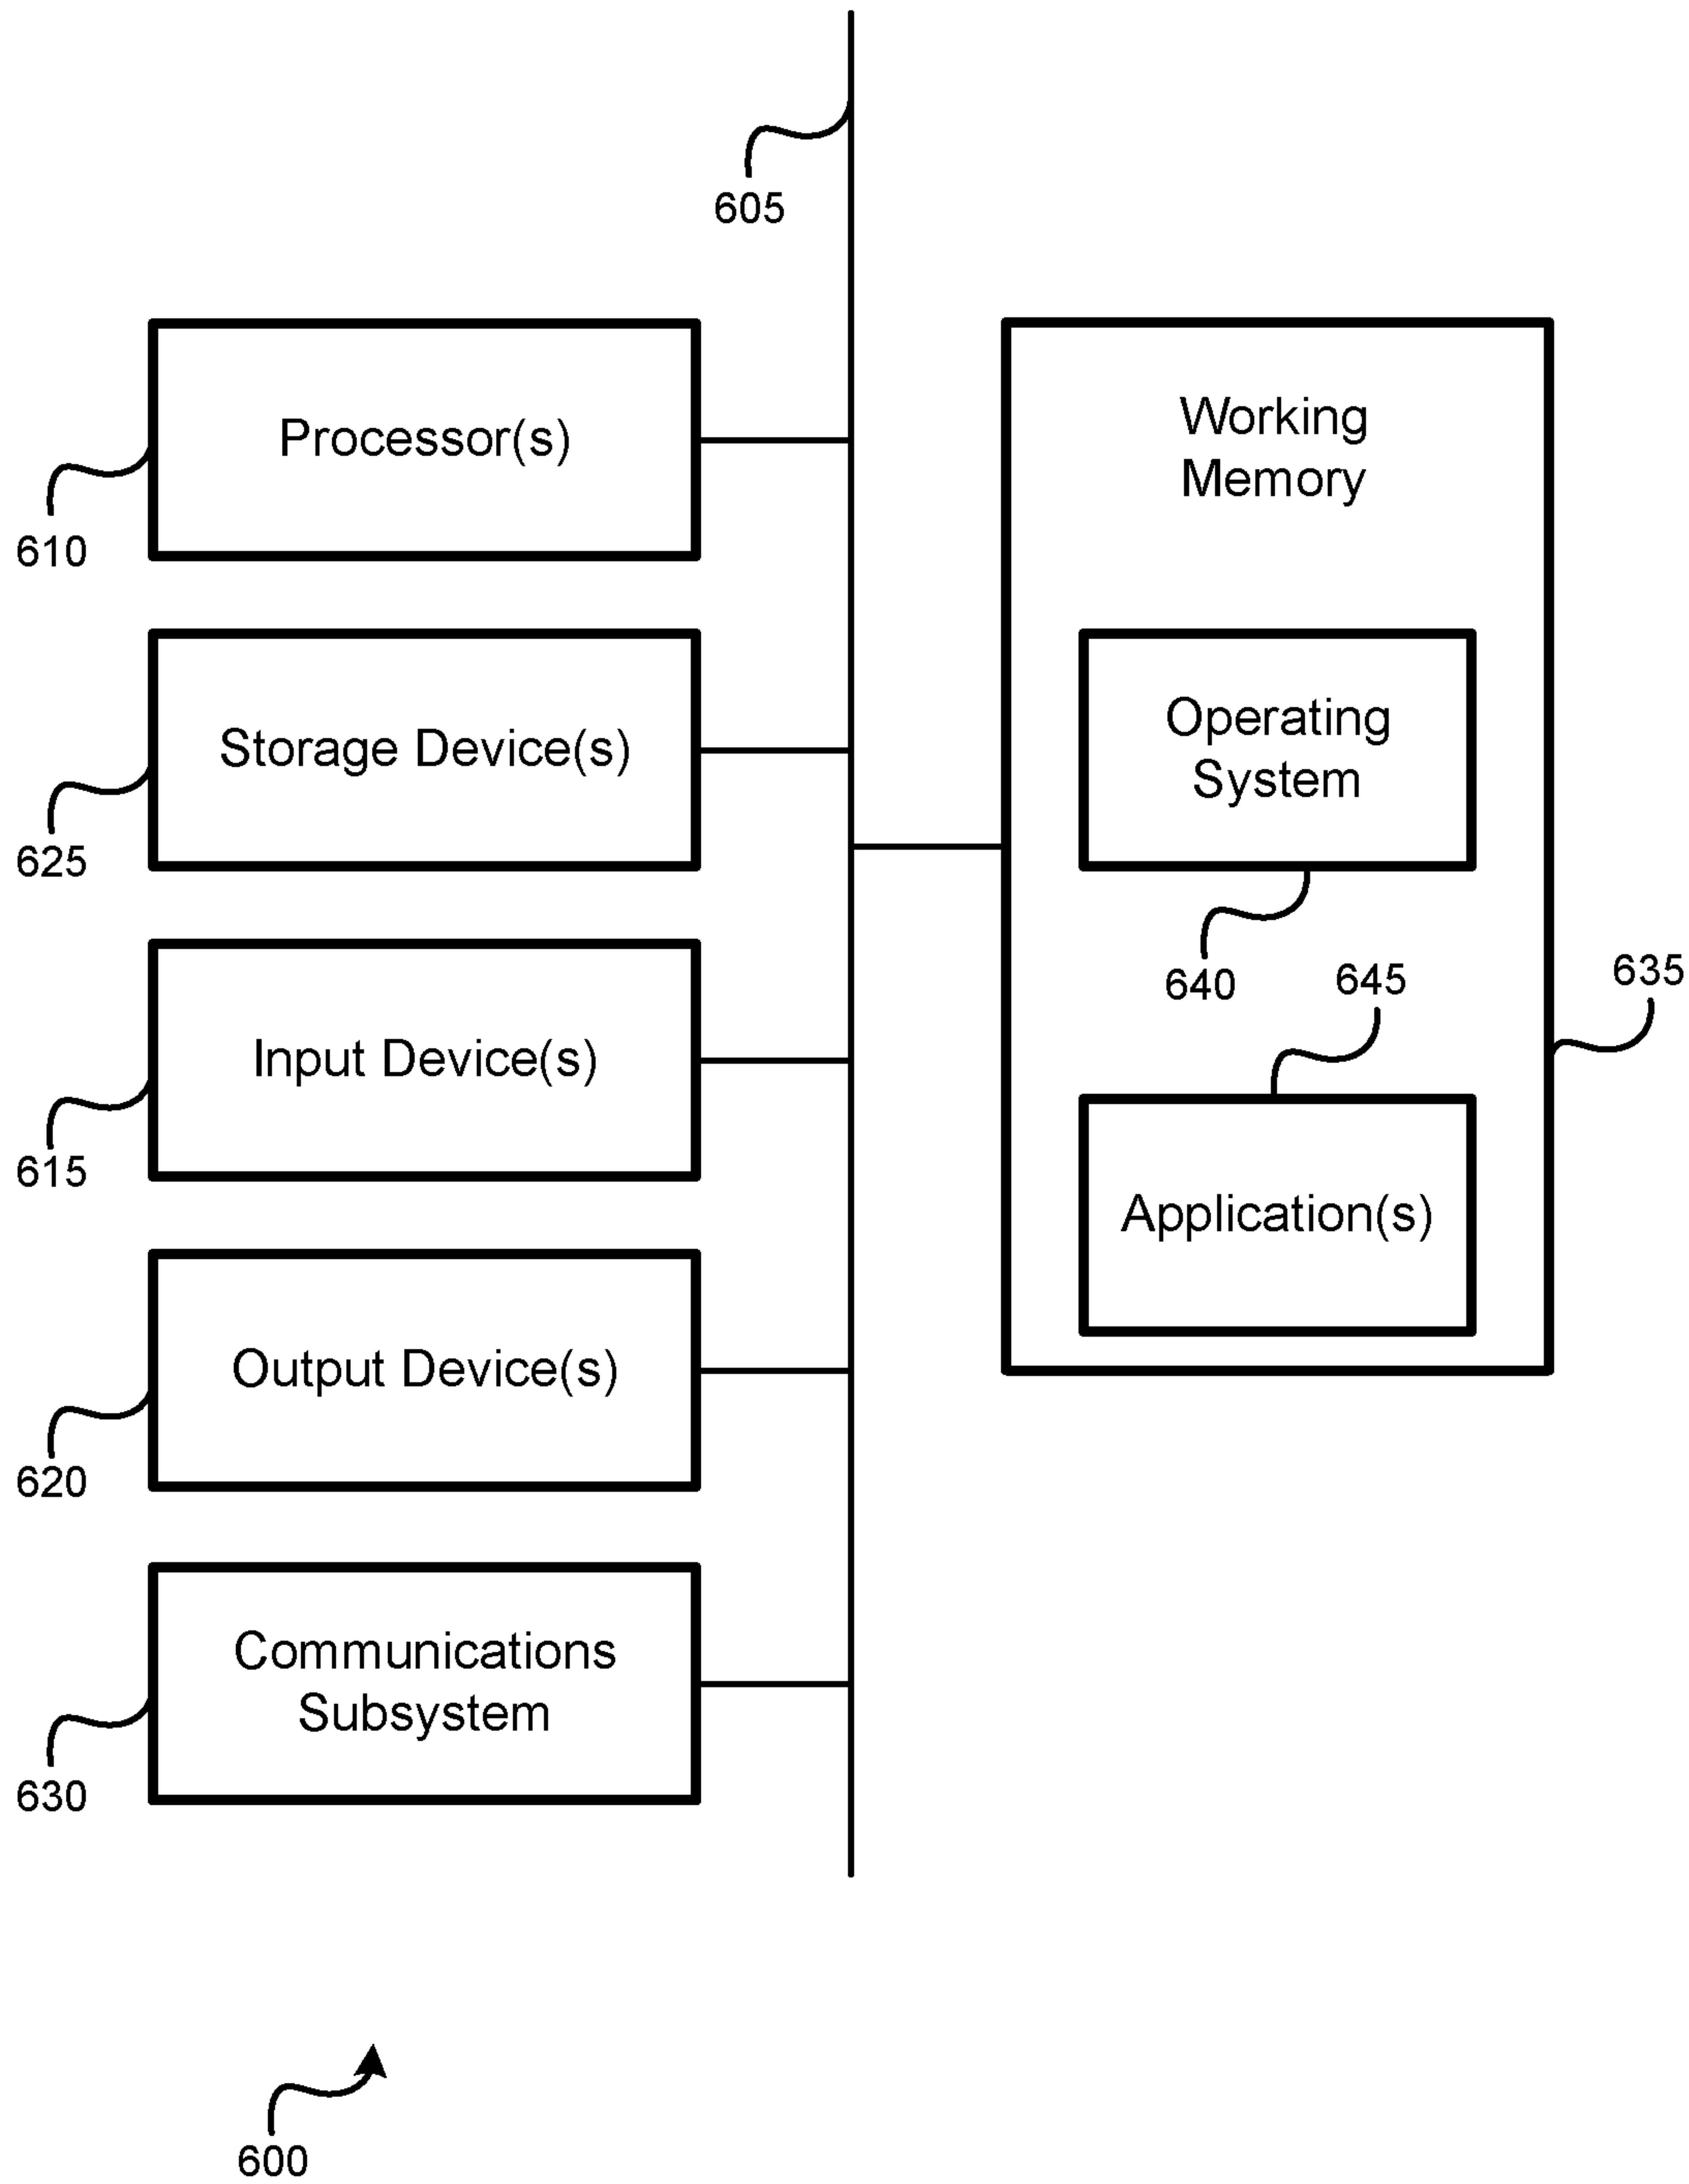 605
Processor(s)
610
Storage Device(s)
625
Input Device(s)
615
Output Device(s)
620
Communications
Subsystem
630
Working
Memory
Operating
System
640
645
635
Application(s)
600